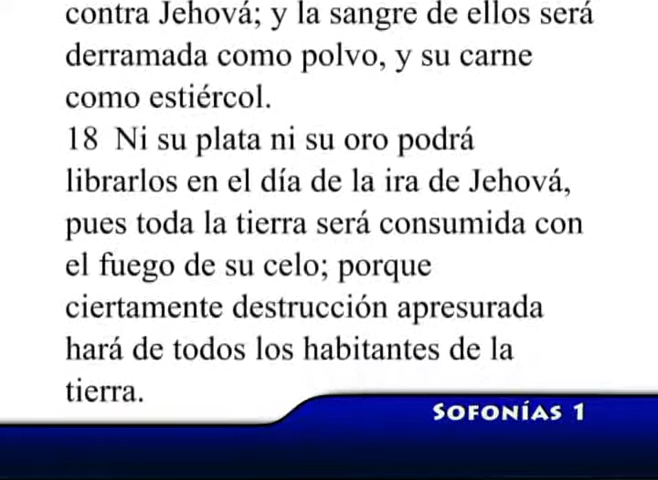 contra Jehová; y la sangre de ellos será
derramada como polvo, y su carne
como estiércol.
18 Ni su plata ni su oro podrá
librarlos en el día de la ira de Jehová,
pues toda la tierra será consumida con
el fuego de su celo; porque
ciertamente destrucción apresurada
hará de todos los habitantes de la
tierra.
Sofonías 1